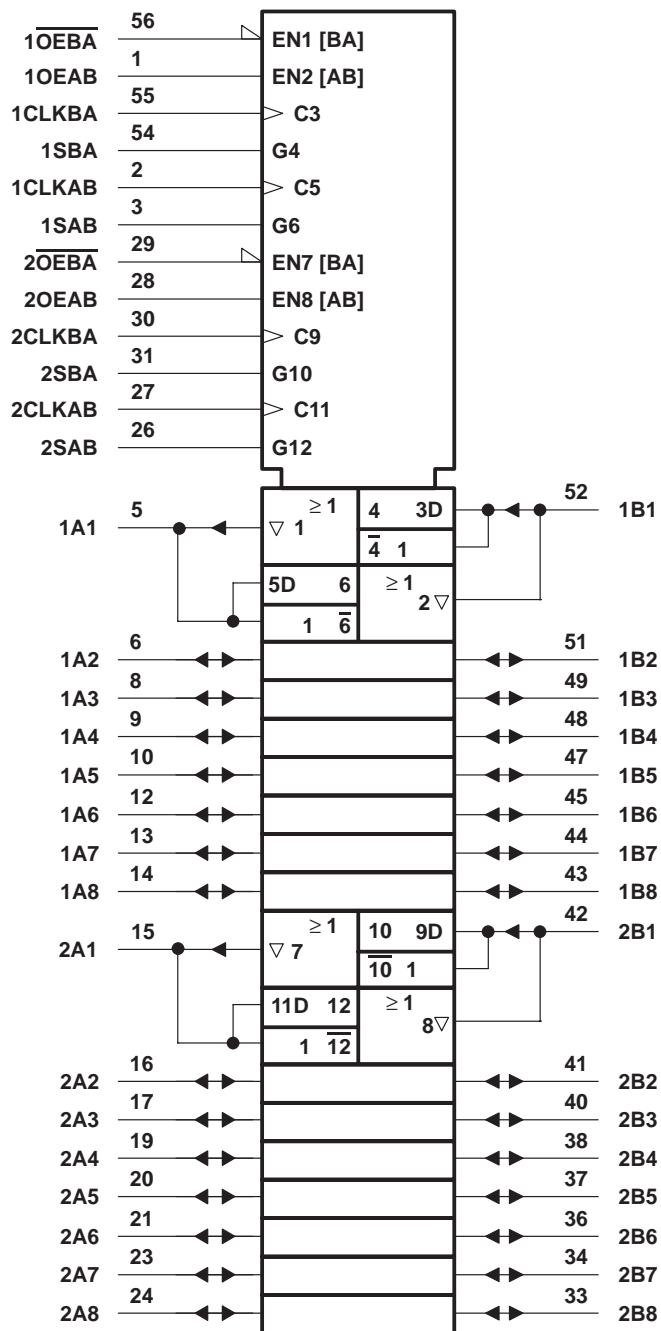 56
1OEBA EN1 [BA]
1
1OEAB EN2 [AB]
55
1CLKBA C3
54
1SBA G4
2
1CLKAB C5
3
1SAB G6
29
2OEBA EN7 [BA]
28
2OEAB EN8 [AB]
30
2CLKBA C9
31
2SBA G10
27
2CLKAB C11
26
2SAB G12
5 ≥ 1 4 3D 52
1A1 ▽ 1 1B1
4̅ 1
5D 6 ≥ 1
2 ▽
1 6̅
6 51
1A2 1B2
8 49
1A3 1B3
9 48
1A4 1B4
10 47
1A5 1B5
12 45
1A6 1B6
13 44
1A7 1B7
14 43
1A8 1B8
15 ≥ 1 10 9D 42
2A1 ▽ 7 2B1
1̅0̅ 1
11D 12 ≥ 1
8▽
1 1̅2̅
16 41
2A2 2B2
17 40
2A3 2B3
19 38
2A4 2B4
20 37
2A5 2B5
21 36
2A6 2B6
23 34
2A7 2B7
24 33
2A8 2B8